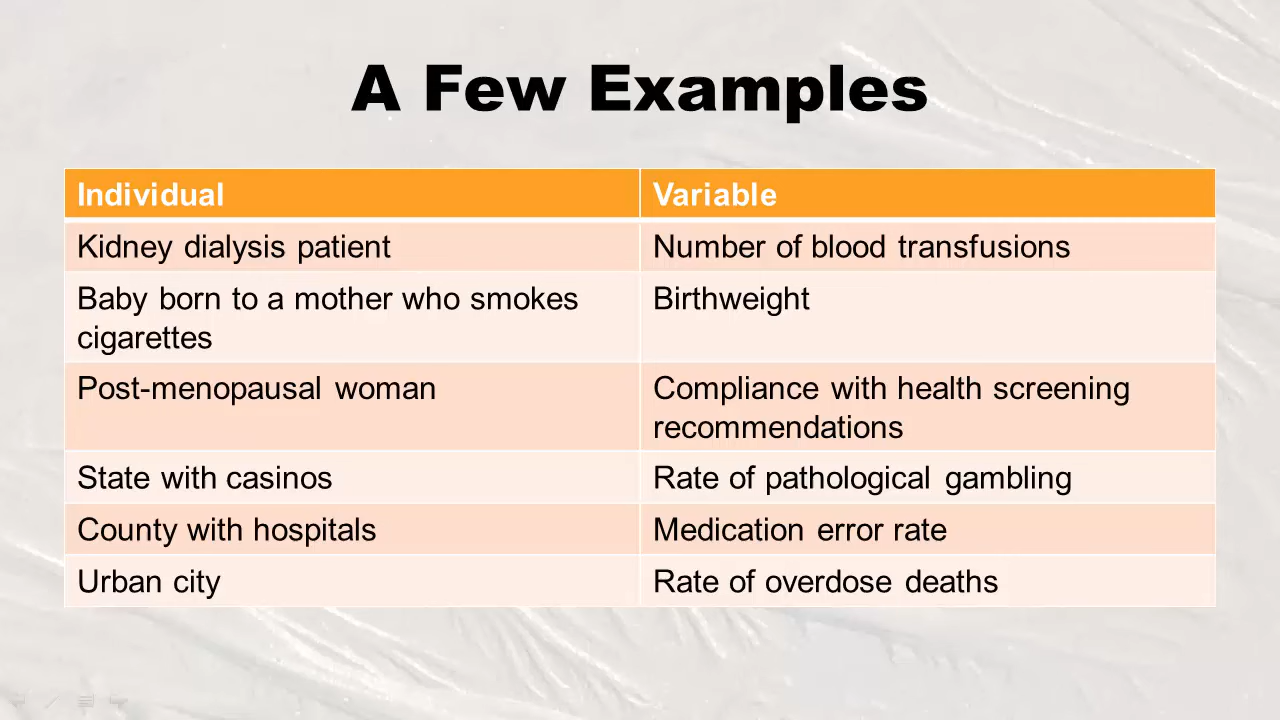 A Few Examples
Individual
Variable
Kidney dialysis patient
Number of blood transfusions
Baby born to a mother who smokes
cigarettes
Birthweight
Post-menopausal woman
Compliance with health screening
recommendations
State with casinos
Rate of pathological gambling
County with hospitals
Medication error rate
Urban city
Rate of overdose deaths